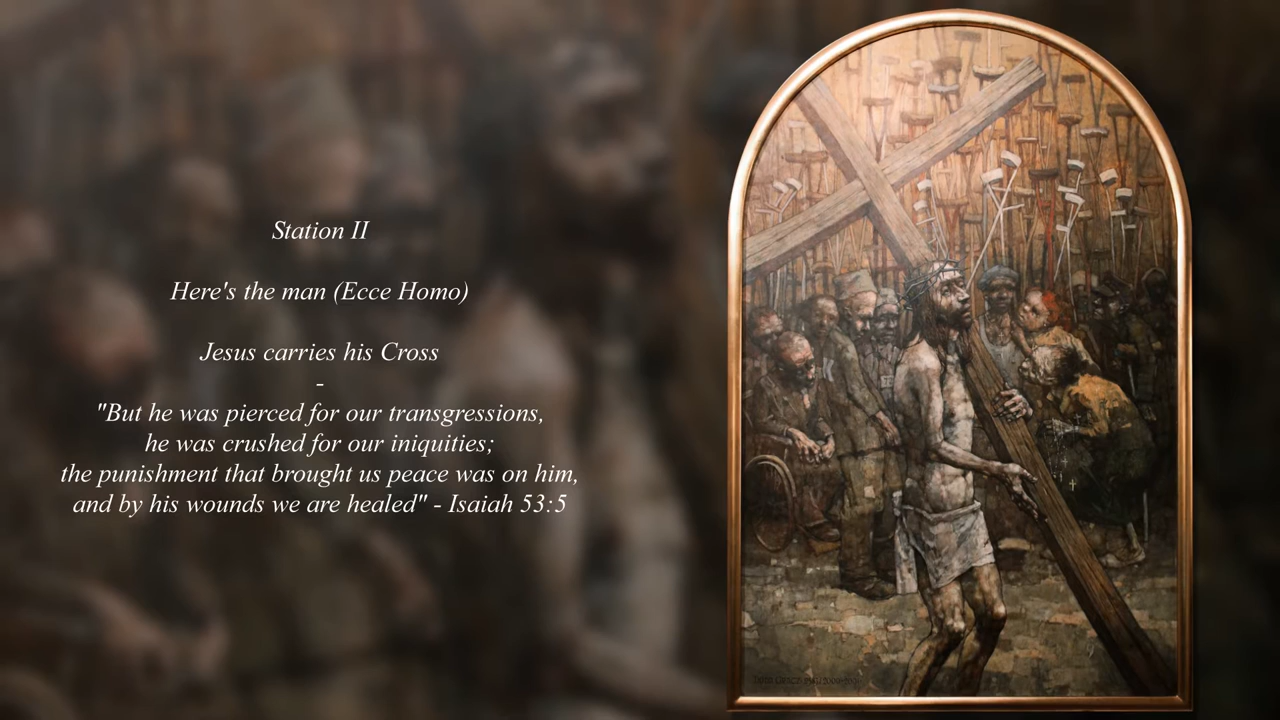 Station II
Here's the man (Ecce Homo)
Jesus carries his Cross
-
"But he was pierced for our transgressions,
he was crushed for our iniquities;
the punishment that brought us peace was on him,
and by his wounds we are healed" - Isaiah 53:5